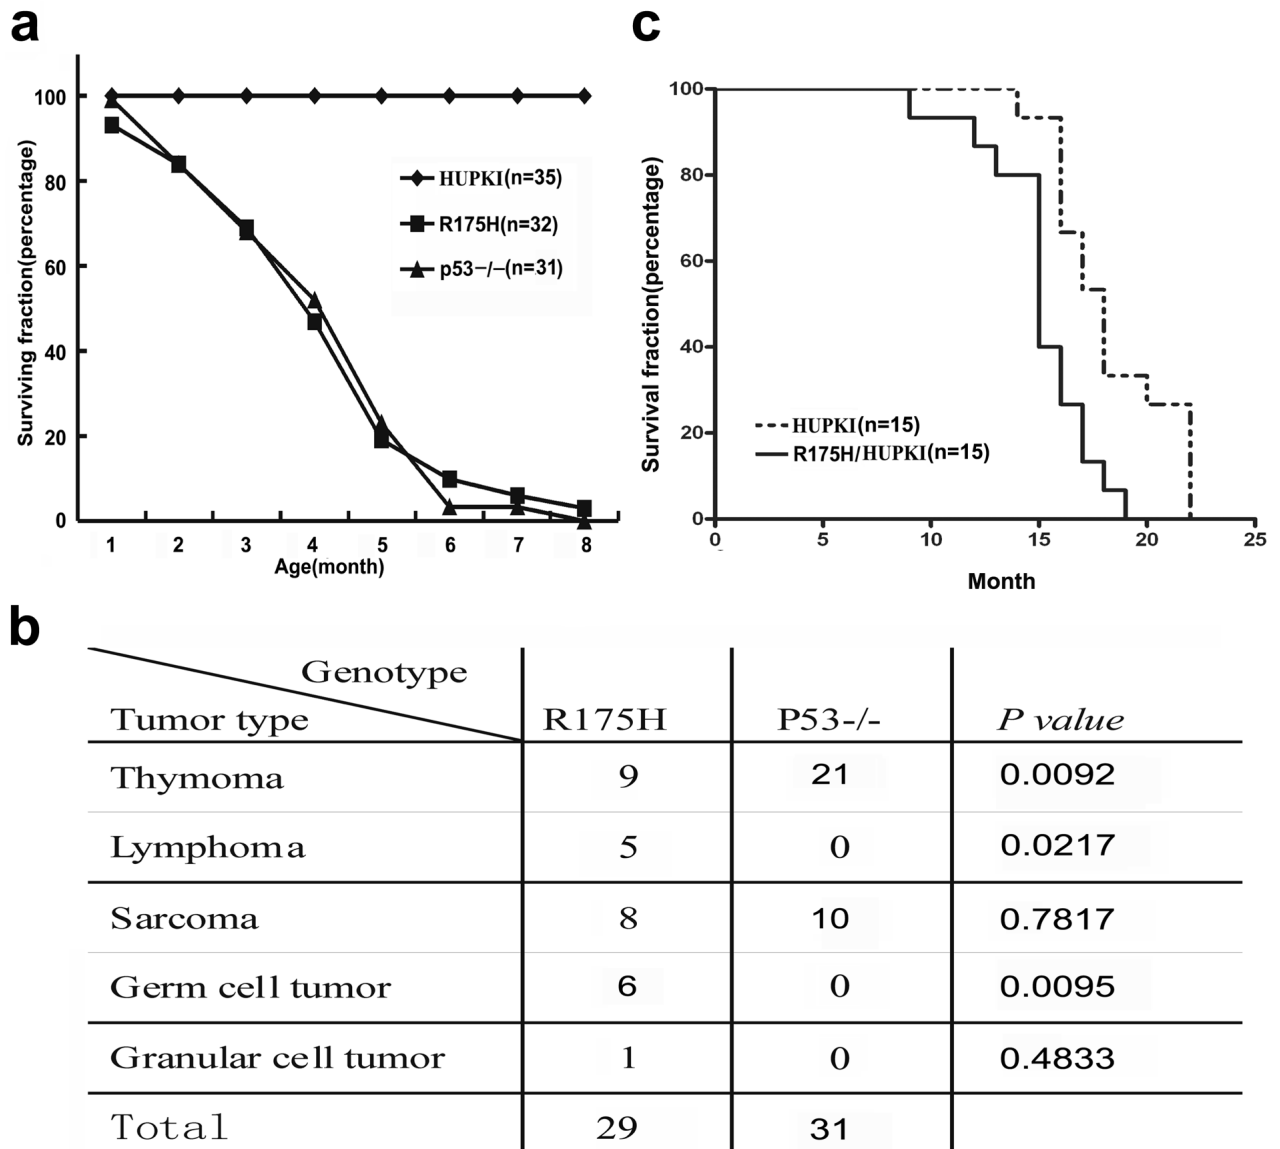 a
Surviving fraction(percentage)
100
80
60
40
20
0
HUPKI(n=35)
R175H(n=32)
p53−/−(n=31)
1 2 3 4 5 6 7 8
Age(month)
c
Survival fraction(percentage)
100
80
60
40
20
0
HUPKI(n=15)
R175H/HUPKI(n=15)
0 5 10 15 20 25
Month
b
Genotype
Tumor type R175H P53-/- P value
Thymoma 9 21 0.0092
Lymphoma 5 0 0.0217
Sarcoma 8 10 0.7817
Germ cell tumor 6 0 0.0095
Granular cell tumor 1 0 0.4833
Total 29 31